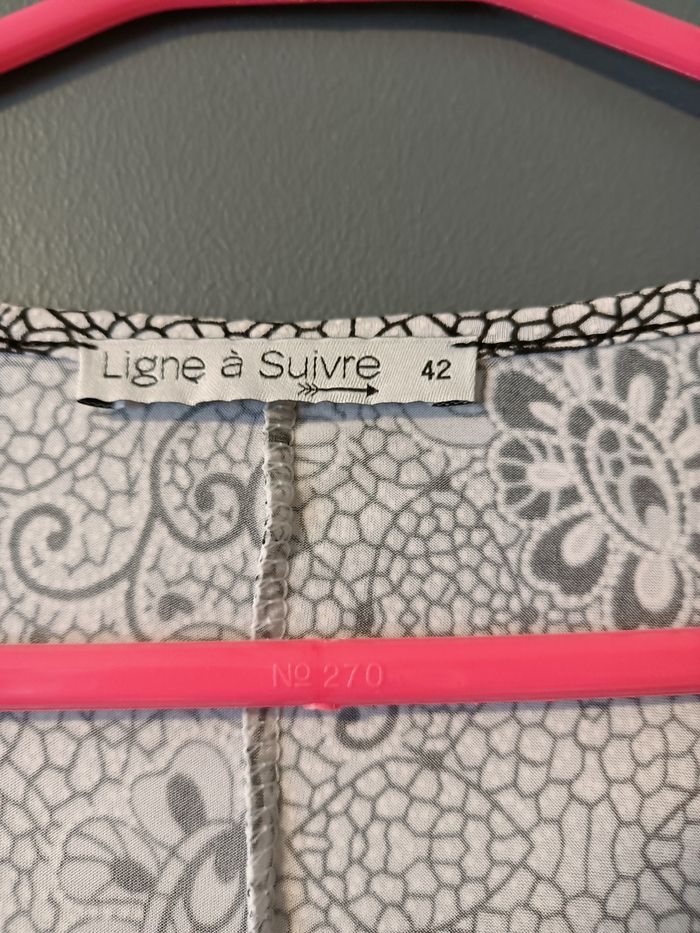 Ligne à Suivre 42
Nº 270